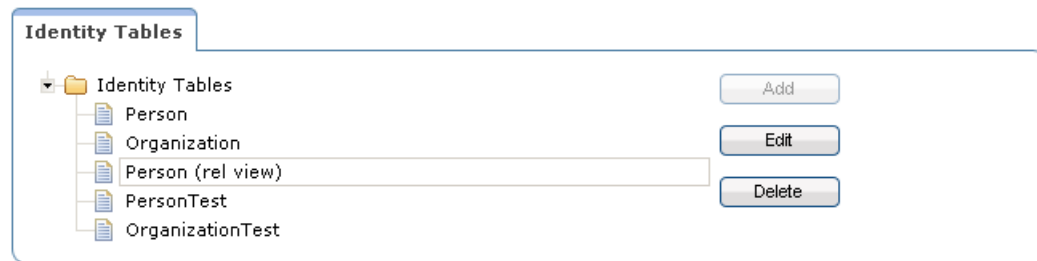 Identity Tables
Identity Tables
Add
Person
Organization
Edit
Person (rel view)
Delete
PersonTest
OrganizationTest